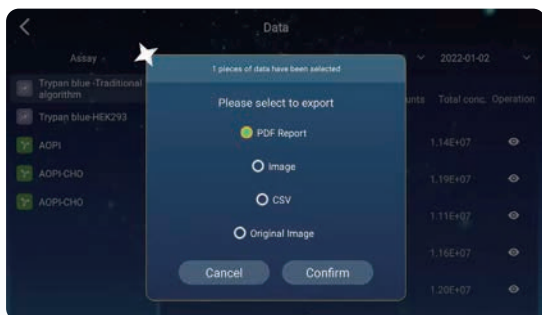 Data
Assay
2022-01-02
1 pieces of data have been selected
Trypan blue -Traditional
algorithm
Please select to export
unts Total conc. Operation
Trypan blue-HEK293
PDF Report
AOPI
1.14E+07
Image
AOPI-CHO
1.19E+07
CSV
AOPI-CHO
1.11E+07
Original Image
1.16E+07
Cancel
Confirm
1.20E+07